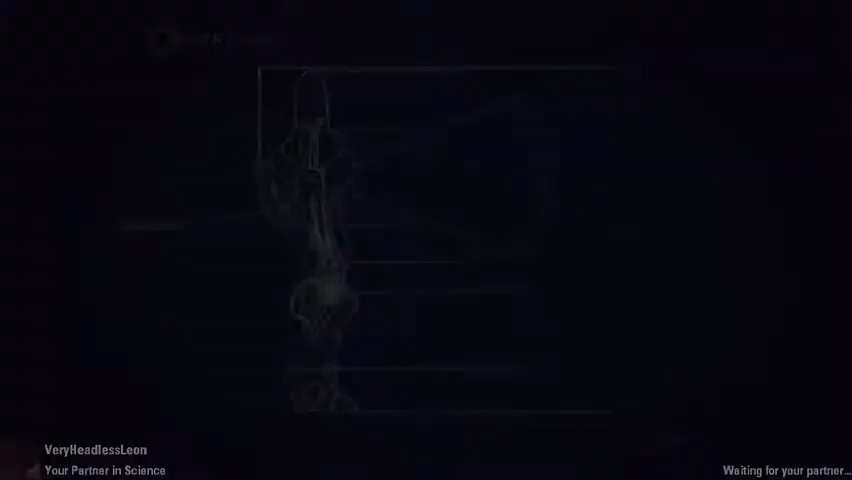 VeryHeadlessLeon
Your Partner in Science
Waiting for your partner...